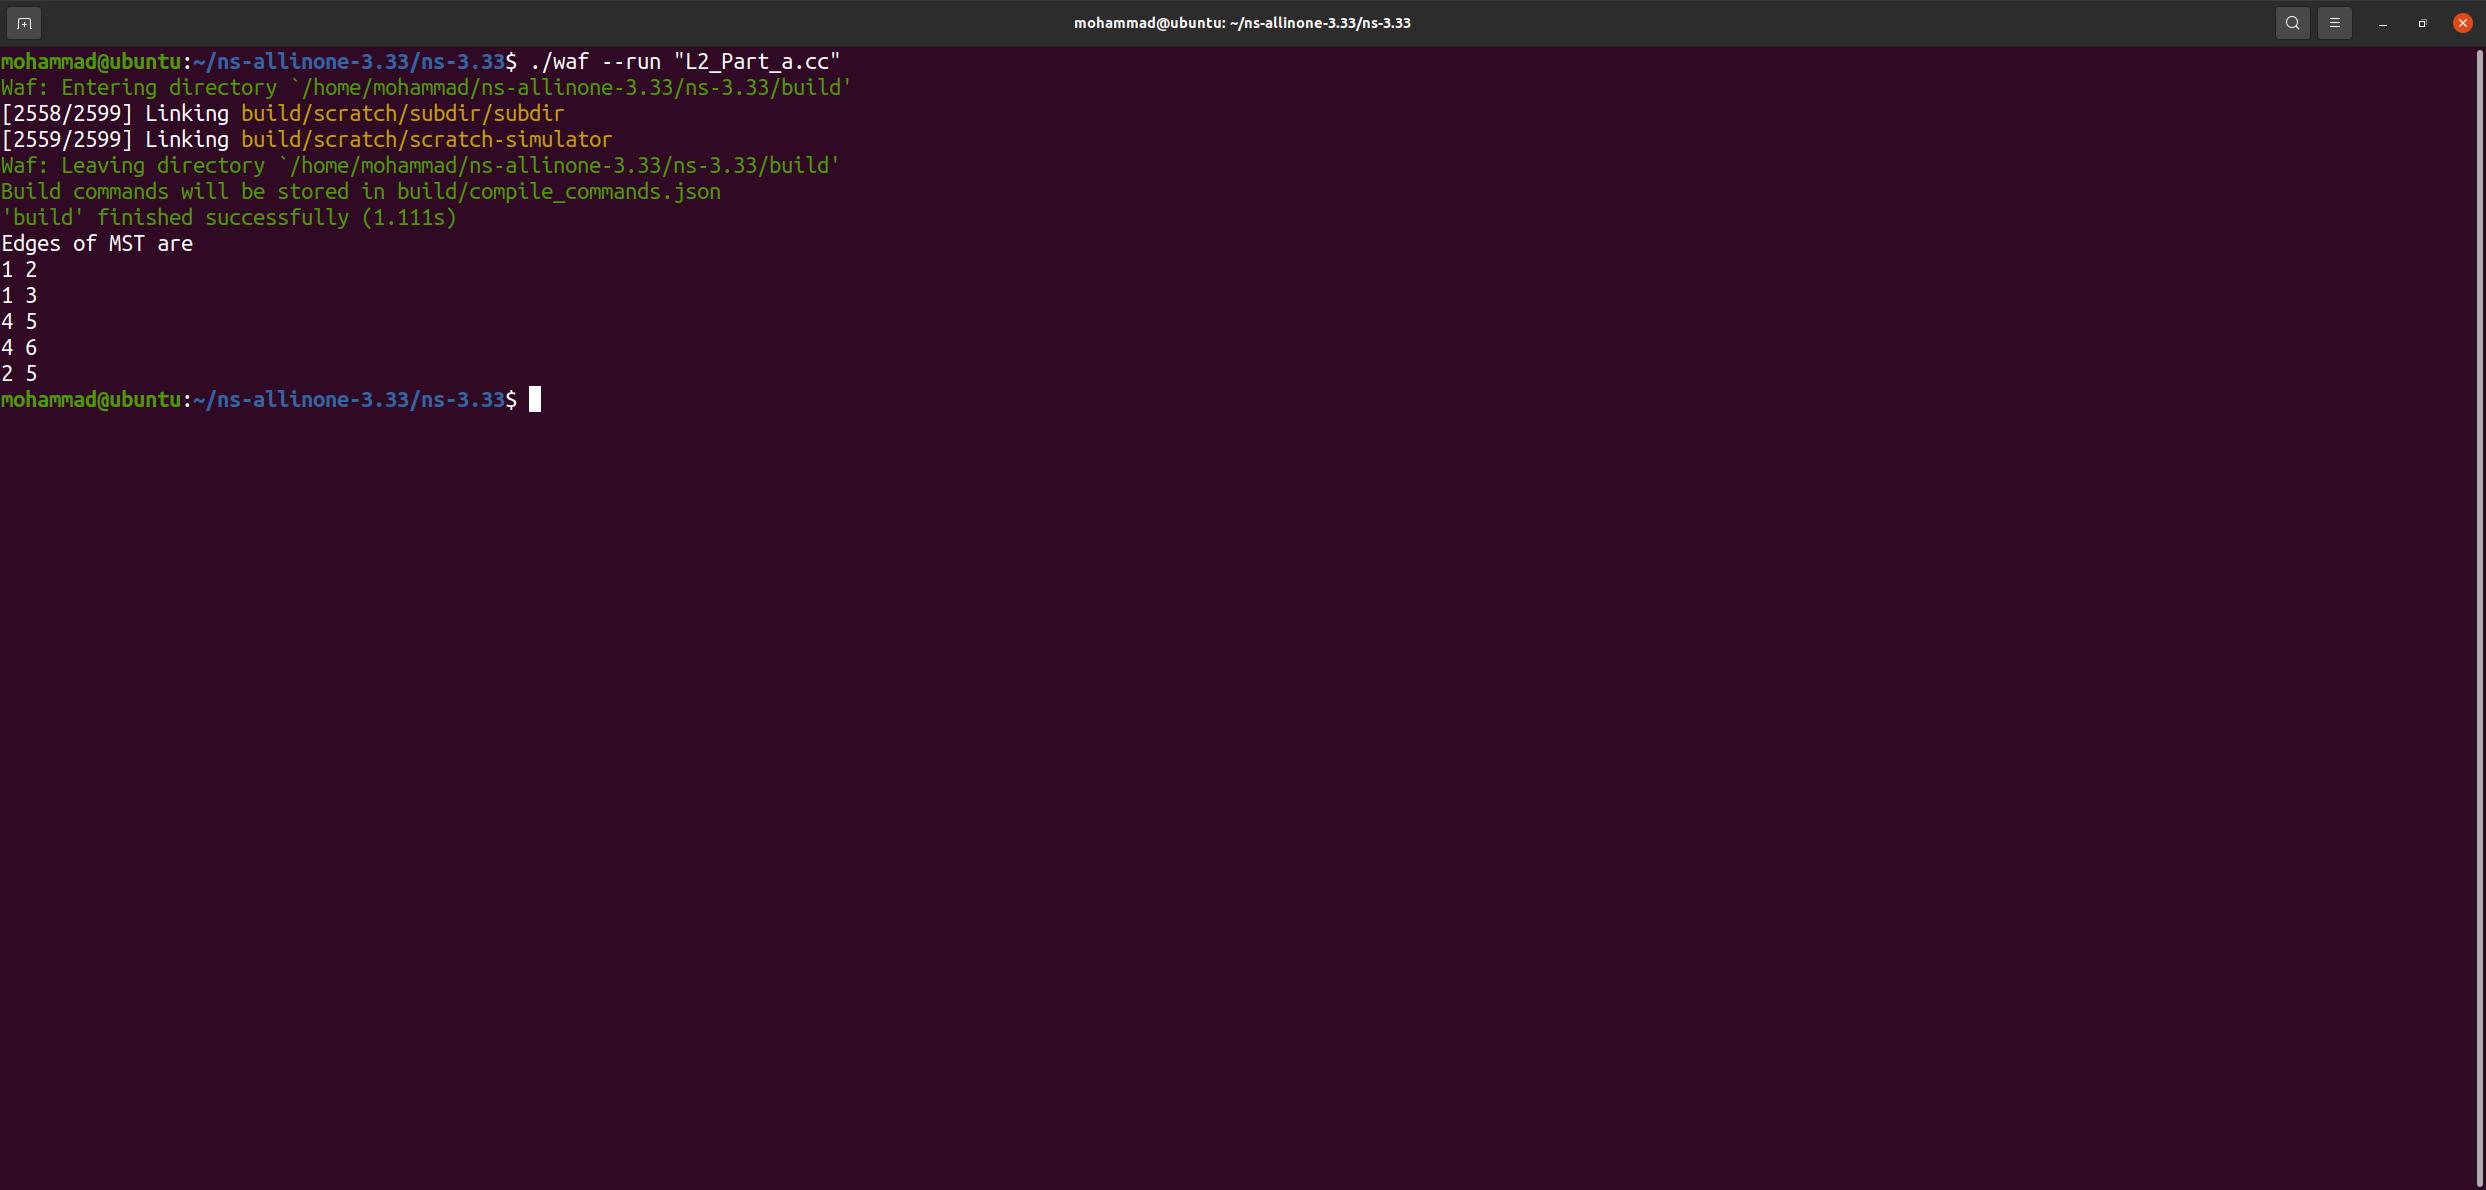 mohammad@ubuntu: ~/ns-allinone-3.33/ns-3.33
mohammad@ubuntu:~/ns-allinone-3.33/ns-3.33$ ./waf --run "L2_Part_a.cc"
Waf: Entering directory `/home/mohammad/ns-allinone-3.33/ns-3.33/build'
[2558/2599] Linking build/scratch/subdir/subdir
[2559/2599] Linking build/scratch/scratch-simulator
Waf: Leaving directory `/home/mohammad/ns-allinone-3.33/ns-3.33/build'
Build commands will be stored in build/compile_commands.json
'build' finished successfully (1.111s)
Edges of MST are
1 2
1 3
4 5
4 6
2 5
mohammad@ubuntu:~/ns-allinone-3.33/ns-3.33$